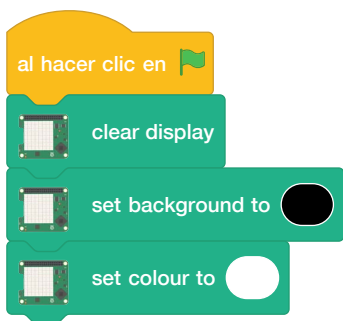 al hacer clic en
clear display
set background to
set colour to